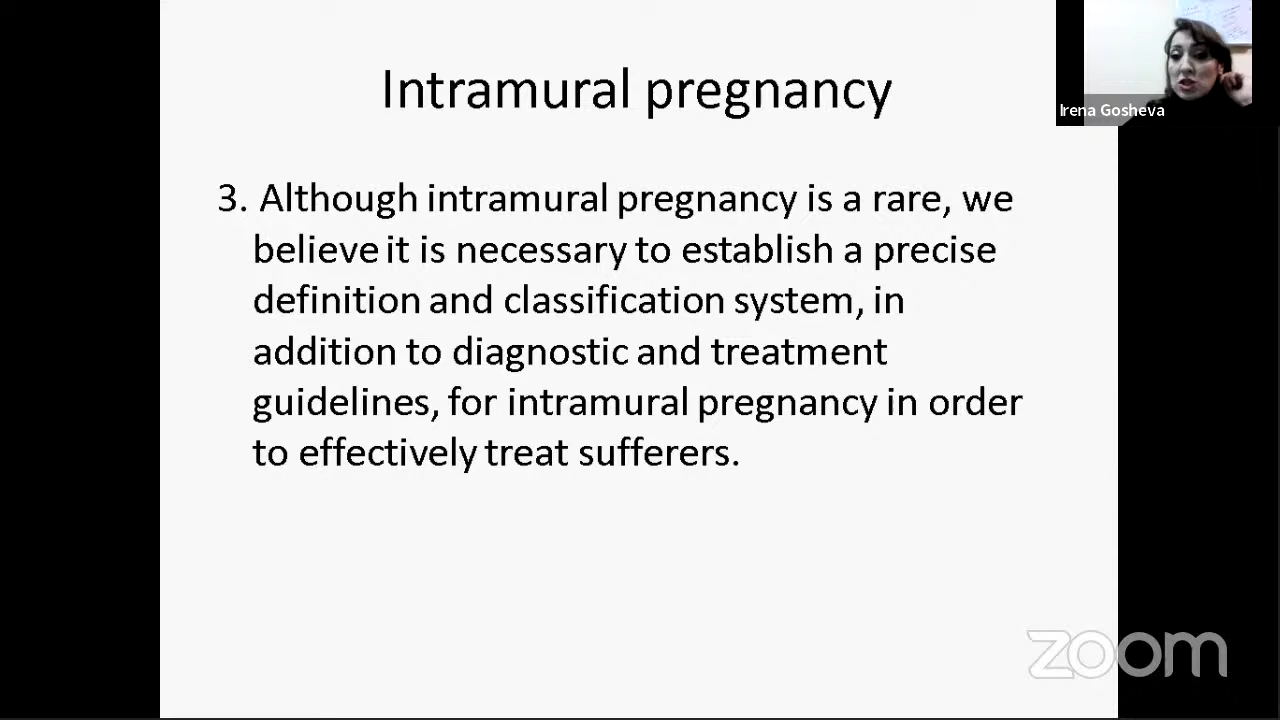 Intramural pregnancy
Irena Gosheva
3. Although intramural pregnancy is a rare, we
believe it is necessary to establish a precise
definition and classification system, in
addition to diagnostic and treatment
guidelines, for intramural pregnancy in order
to effectively treat sufferers.
zoom